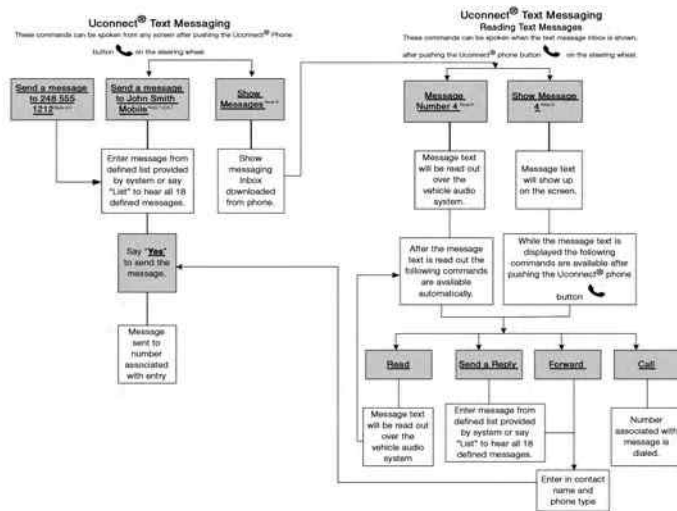 Uconnect® Text Messaging
These commands can be spoken from any screen after pushing the Uconnect® Phone
button on the steering wheel.
Send a message
to 248 555
1212
Send a message
to John Smith
Mobile
Show
Messages
Enter message from
defined list provided
by system or say
"List" to hear all 18
defined messages.
Show
messaging
inbox
downloaded
from phone.
Say "Yes"
to send the
message.
Message
sent to
number
associated
with entry
Uconnect® Text Messaging
Reading Text Messages
These commands can be spoken when the text message inbox is shown,
after pushing the Uconnect® phone button on the steering wheel.
Message
Number 4
Show Message
4
Message text
will be read out
over the
vehicle audio
system.
Message text
will show up
on the screen.
After the message
text is read out the
following commands
are available
automatically.
While the message text is
displayed the following
commands are available after
pushing the Uconnect® phone
button
Read
Send a Reply
Forward
Call
Message text
will be read out
over the
vehicle audio
system
Enter message from
defined list provided
by system or say
"List" to hear all 18
defined messages.
Number
associated with
message is
dialed.
Enter in contact
name and
phone type